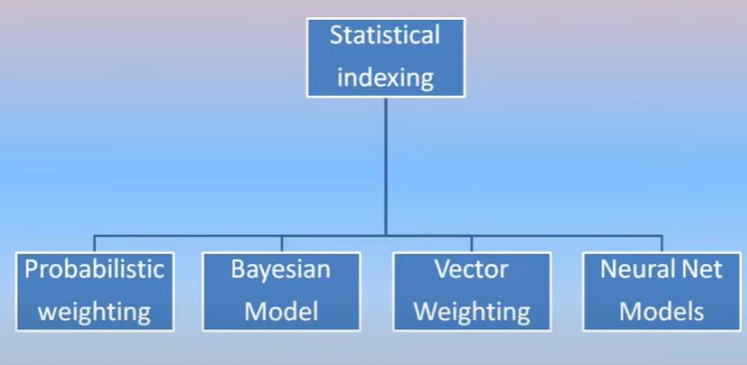 Statistical
indexing
Probabilistic
weighting
Bayesian
Model
Vector
Weighting
Neural Net
Models